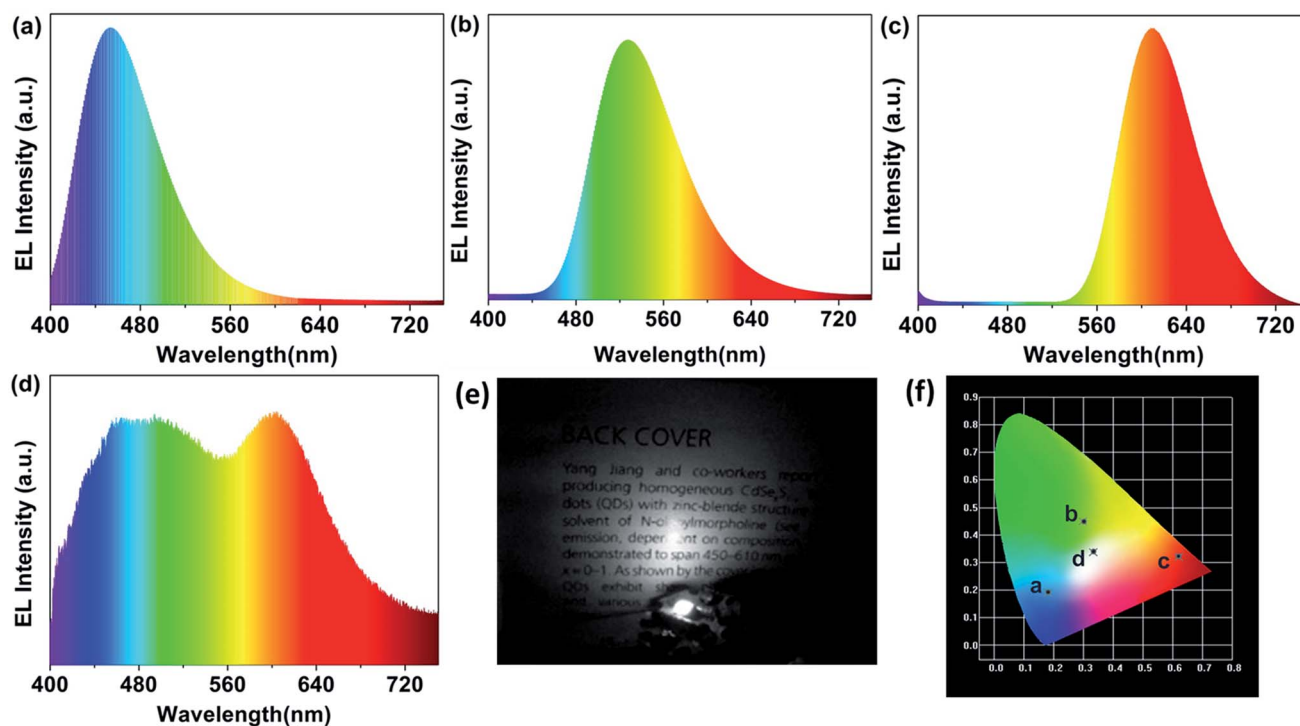 (a)
EL Intensity (a.u.)
400 480 560 640 720
Wavelength(nm)
(b)
EL Intensity (a.u.)
400 480 560 640 720
Wavelength(nm)
(c)
EL Intensity (a.u.)
400 480 560 640 720
Wavelength(nm)
(d)
EL Intensity (a.u.)
400 480 560 640 720
Wavelength(nm)
(e)
BACK COVER
Yang Jiang and co-workers
producing homogeneous
dots (QDs) with zinc-blende structure
solvent of
emission, on composition
demonstrated to span 450–610 nm
x = 0–1. As shown by the cover
QDs exhibit
and various
(f)
0.9
0.8
0.7
0.6
0.5
0.4
0.3
0.2
0.1
0.0
b
d
c
a
0.0 0.1 0.2 0.3 0.4 0.5 0.6 0.7 0.8